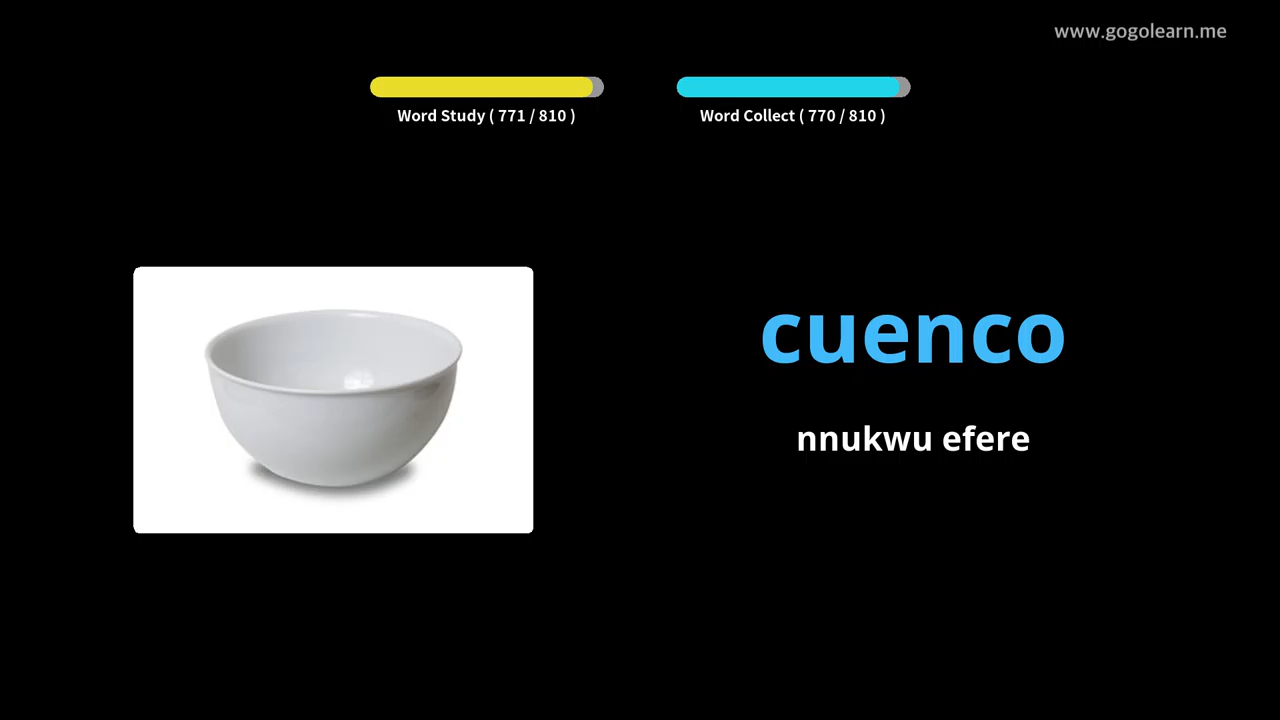 www.gogolearn.me
Word Study ( 771 / 810 )
Word Collect ( 770 / 810 )
cuenco
nnukwu efere